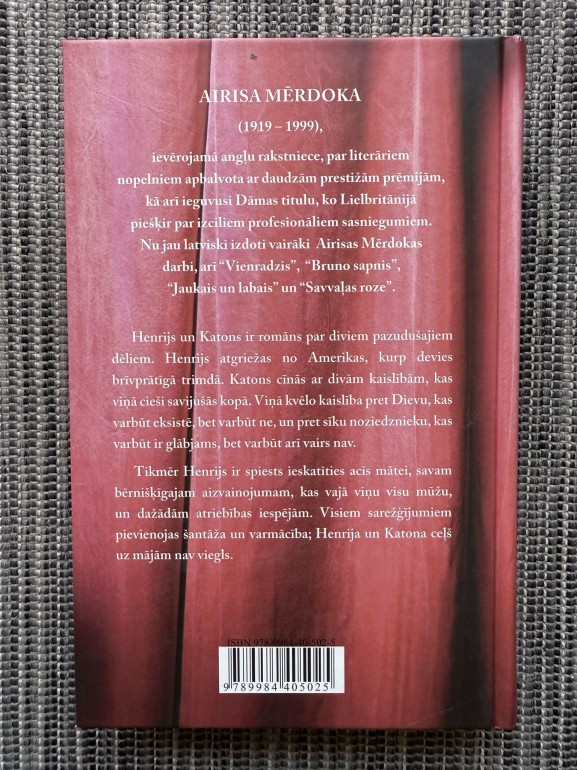 AIRISA MĒRDOKA
(1919 – 1999),
ievērojamā angļu rakstniece, par literāriem
nopelniem apbalvota ar daudzām prestižām prēmijām,
kā arī ieguvusi Dāmas titulu, ko Lielbritānijā
piešķir par izciliem profesionāliem sasniegumiem.
Nu jau latviski izdoti vairāki Airisas Mērdokas
darbi, arī “Vienradzis”, “Bruno sapnis”,
“Jaukais un labais” un “Savvaļas roze”.
Henrijs un Katons ir romāns par diviem pazudušajiem
dēliem. Henrijs atgriežas no Amerikas, kurp devies
brīvprātīgā trimdā. Katons cīnās ar divām kaislībām, kas
viņā cieši savijušās kopā. Viņā kvēlo kaislība pret Dievu, kas
varbūt eksistē, bet varbūt ne, un pret sīku noziedznieku, kas
varbūt ir glābjams, bet varbūt arī vairs nav.
Tikmēr Henrijs ir spiests ieskatīties acīs mātei, savam
bērnišķīgajam aizvainojumam, kas vajā viņu visu mūžu,
un dažādām atriebības iespējām. Visiem sarežģījumiem
pievienojas šantāža un varmācība; Henrija un Katona ceļš
uz mājām nav viegls.
ISBN 978-9984-40-502-5
9 789984 405025